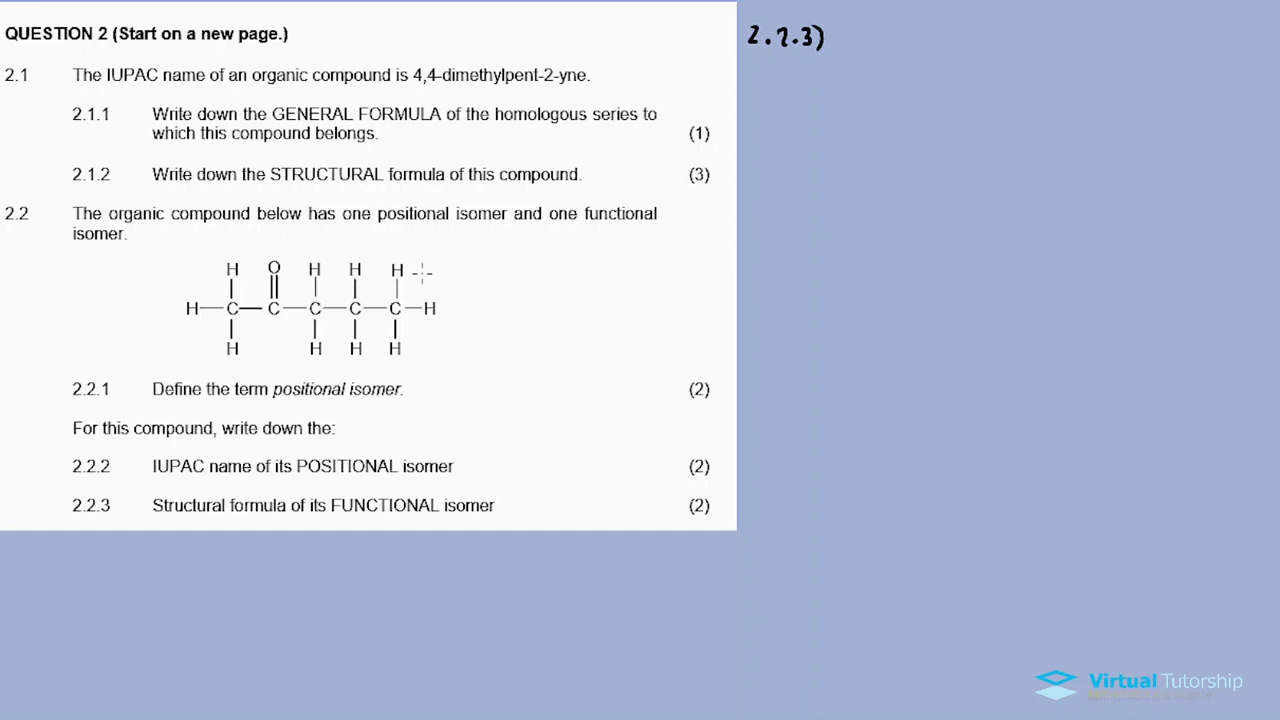 QUESTION 2 (Start on a new page.)
2.2.3)
2.1 The IUPAC name of an organic compound is 4,4-dimethylpent-2-yne.
2.1.1 Write down the GENERAL FORMULA of the homologous series to
which this compound belongs. (1)
2.1.2 Write down the STRUCTURAL formula of this compound. (3)
2.2 The organic compound below has one positional isomer and one functional
isomer.
H O H H H
H C C C C C H
H H H H
2.2.1 Define the term positional isomer. (2)
For this compound, write down the:
2.2.2 IUPAC name of its POSITIONAL isomer (2)
2.2.3 Structural formula of its FUNCTIONAL isomer (2)
Virtual Tutorship